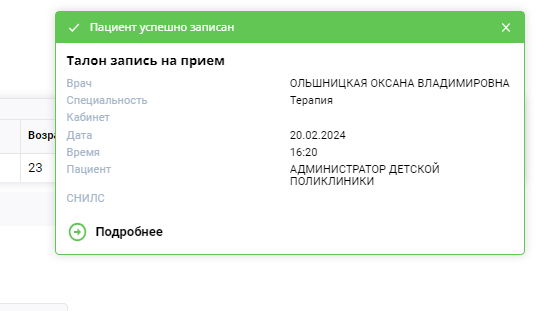 Пациент успешно записан
Талон запись на прием
Врач ОЛЬШНИЦКАЯ ОКСАНА ВЛАДИМИРОВНА
Специальность Терапия
Кабинет
Возра Дата 20.02.2024
Время 16:20
23 Пациент АДМИНИСТРАТОР ДЕТСКОЙ
ПОЛИКЛИНИКИ
СНИЛС
Подробнее